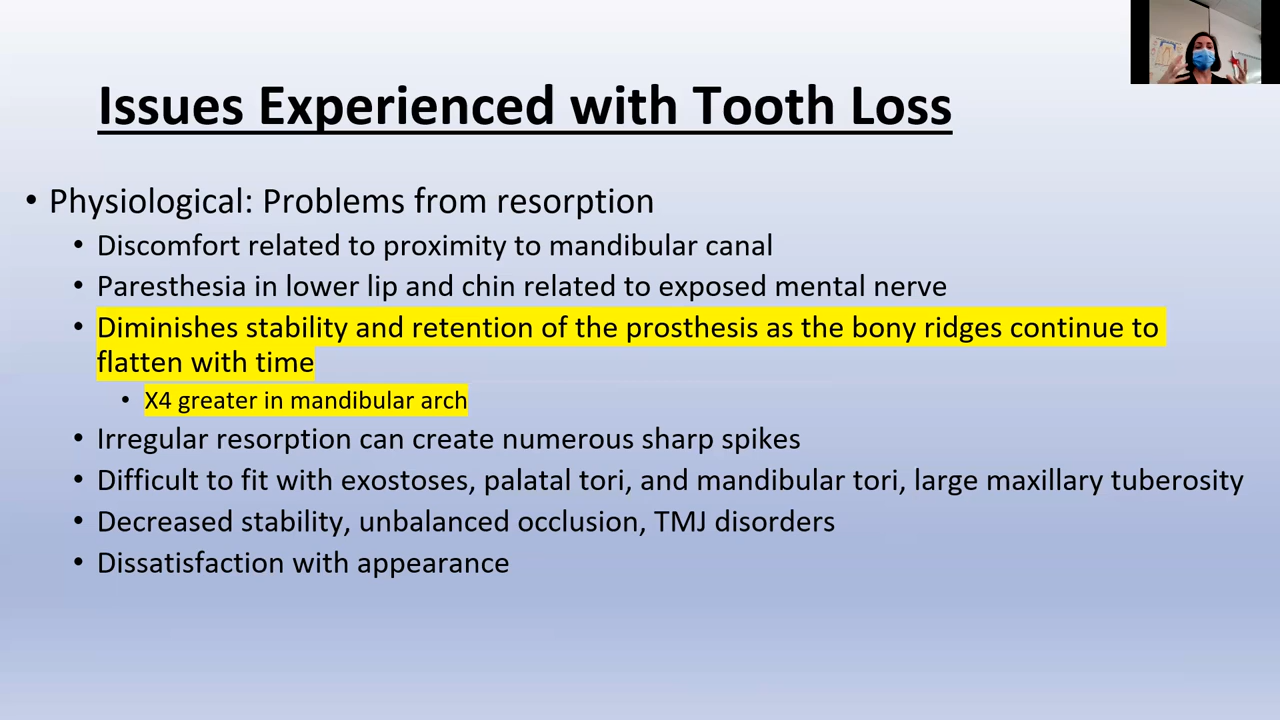 Issues Experienced with Tooth Loss
• Physiological: Problems from resorption
• Discomfort related to proximity to mandibular canal
• Paresthesia in lower lip and chin related to exposed mental nerve
• Diminishes stability and retention of the prosthesis as the bony ridges continue to
flatten with time
• X4 greater in mandibular arch
• Irregular resorption can create numerous sharp spikes
• Difficult to fit with exostoses, palatal tori, and mandibular tori, large maxillary tuberosity
• Decreased stability, unbalanced occlusion, TMJ disorders
• Dissatisfaction with appearance